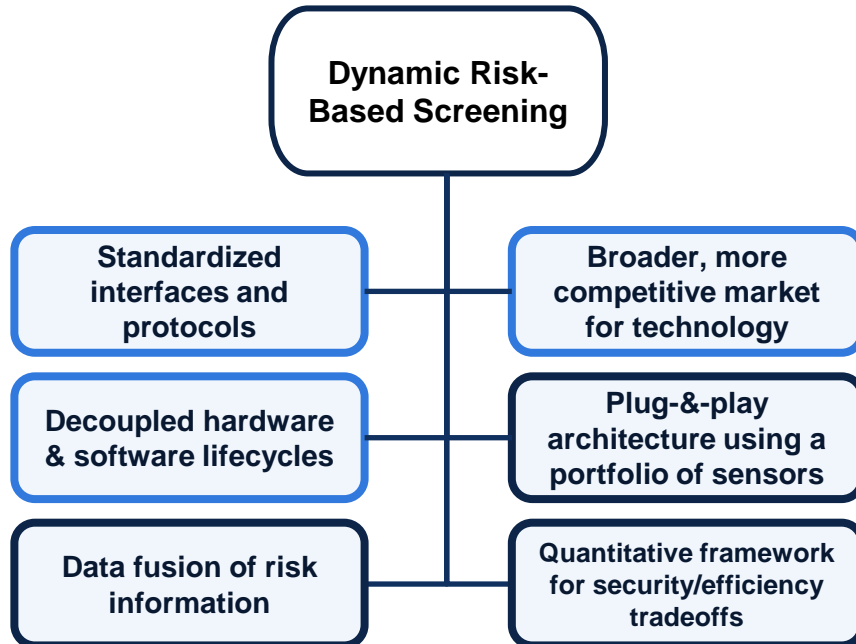 Dynamic Risk-
Based Screening
Standardized
interfaces and
protocols
Broader, more
competitive market
for technology
Decoupled hardware
& software lifecycles
Plug-&-play
architecture using a
portfolio of sensors
Data fusion of risk
information
Quantitative framework
for security/efficiency
tradeoffs